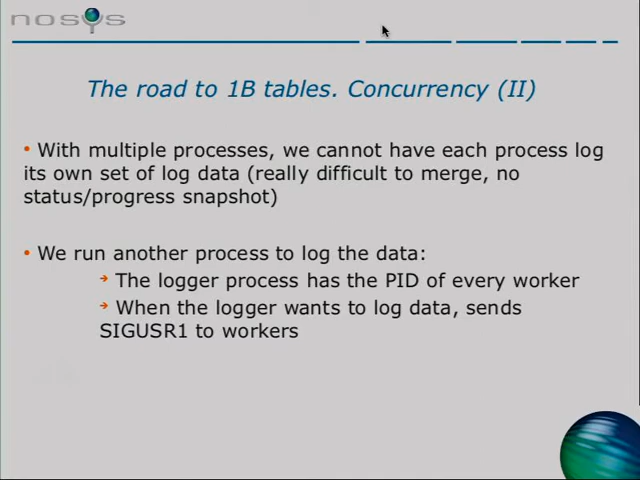 nosys
The road to 1B tables. Concurrency (II)
• With multiple processes, we cannot have each process log
its own set of log data (really difficult to merge, no
status/progress snapshot)
• We run another process to log the data:
➔ The logger process has the PID of every worker
➔ When the logger wants to log data, sends
SIGUSR1 to workers